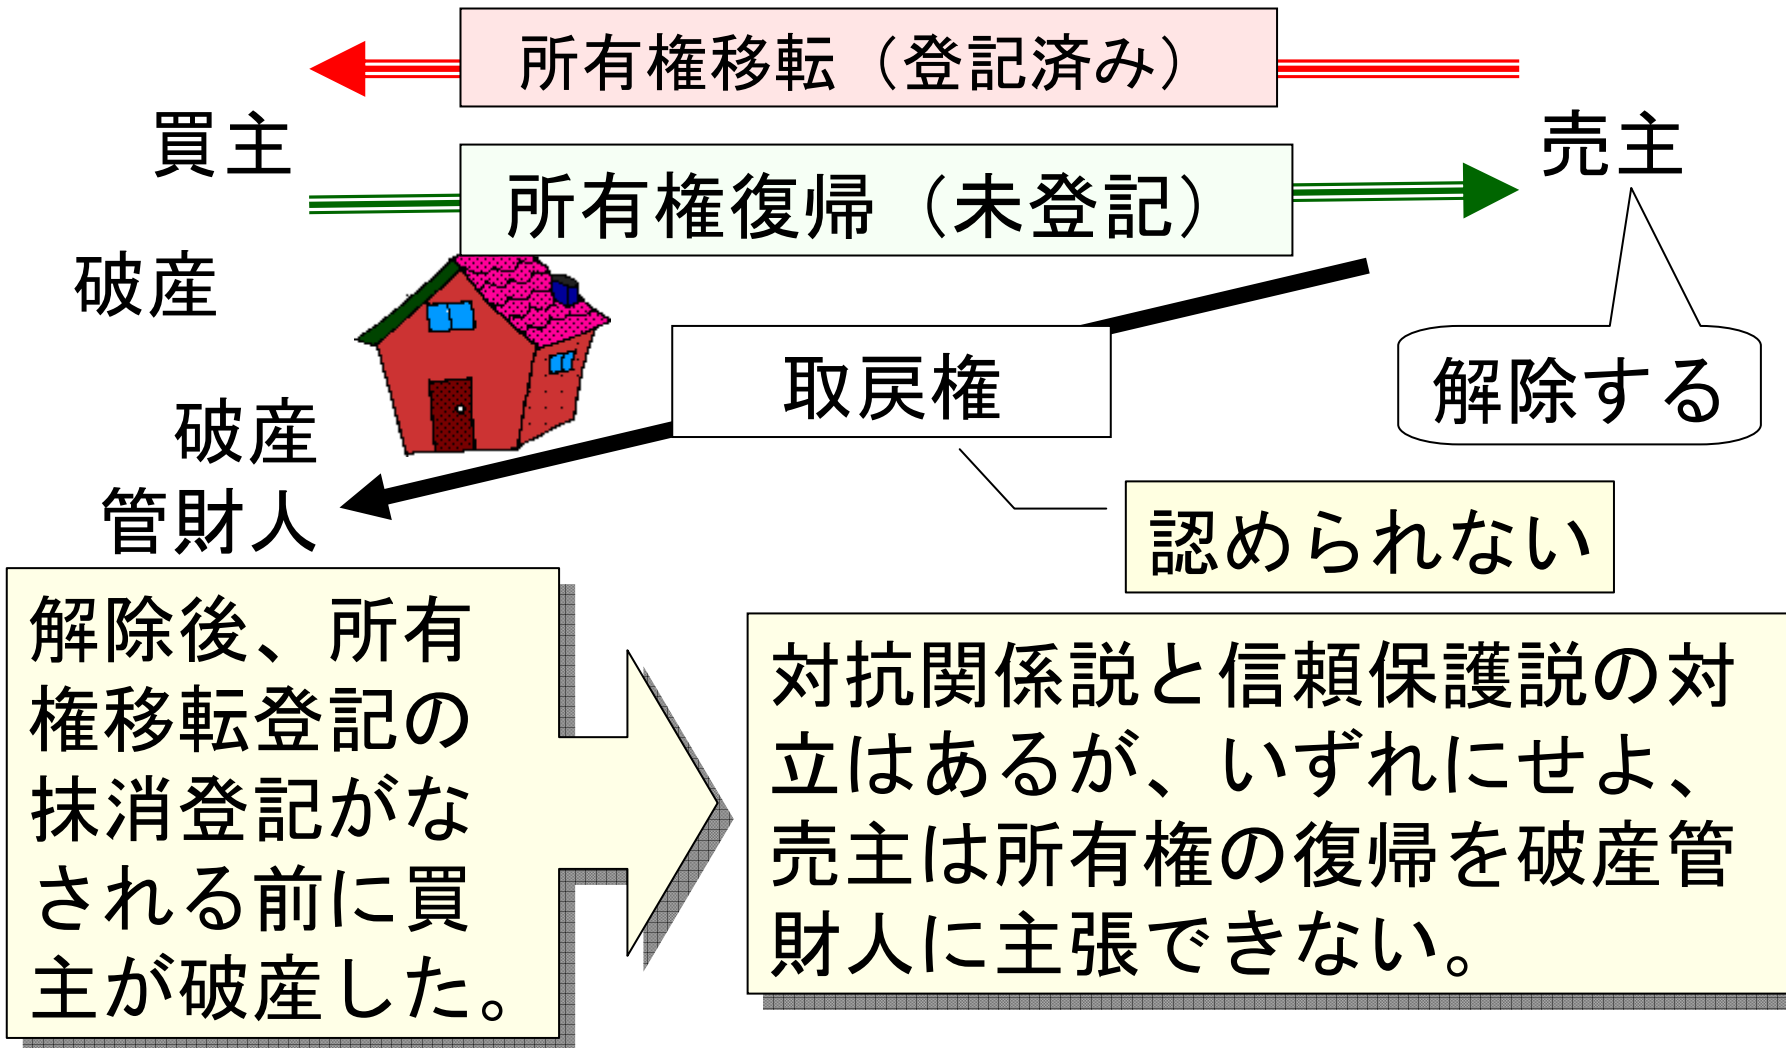 所有権移転（登記済み）
買主
売主
所有権復帰（未登記）
破産
取戻権
解除する
破産
管財人
認められない
解除後、所有
権移転登記の
抹消登記がな
される前に買
主が破産した。
対抗関係説と信頼保護説の対
立はあるが、いずれにせよ、
売主は所有権の復帰を破産管
財人に主張できない。